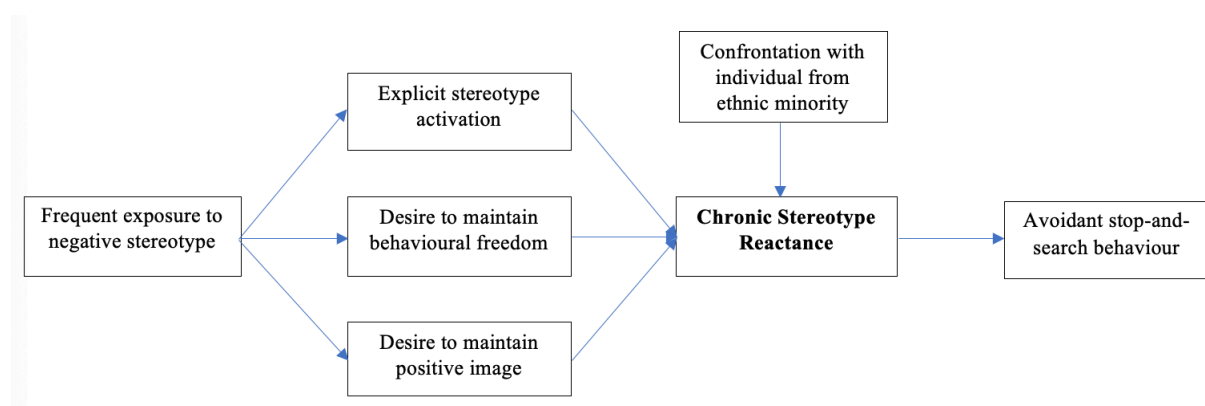 Frequent exposure to
negative stereotype
Explicit stereotype
activation
Desire to maintain
behavioural freedom
Desire to maintain
positive image
Confrontation with
individual from
ethnic minority
Chronic Stereotype
Reactance
Avoidant stop-and-
search behaviour